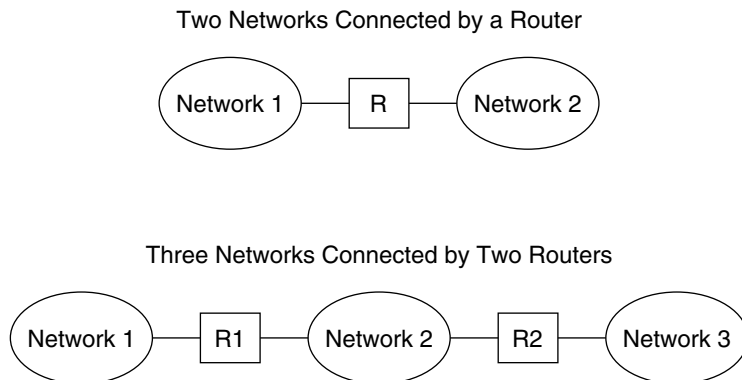 Two Networks Connected by a Router
Network 1 R Network 2
Three Networks Connected by Two Routers
Network 1 R1 Network 2 R2 Network 3